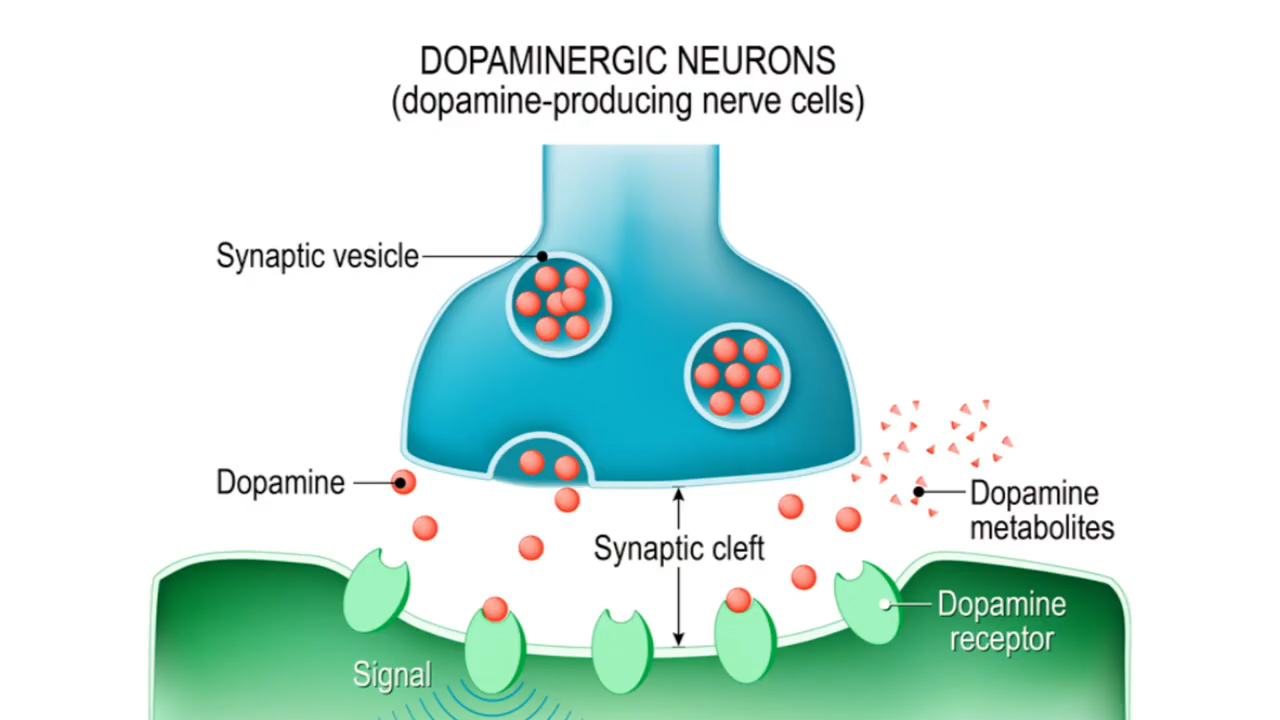 DOPAMINERGIC NEURONS
(dopamine-producing nerve cells)
Synaptic vesicle
Dopamine
Dopamine
metabolites
Synaptic cleft
Dopamine
receptor
Signal